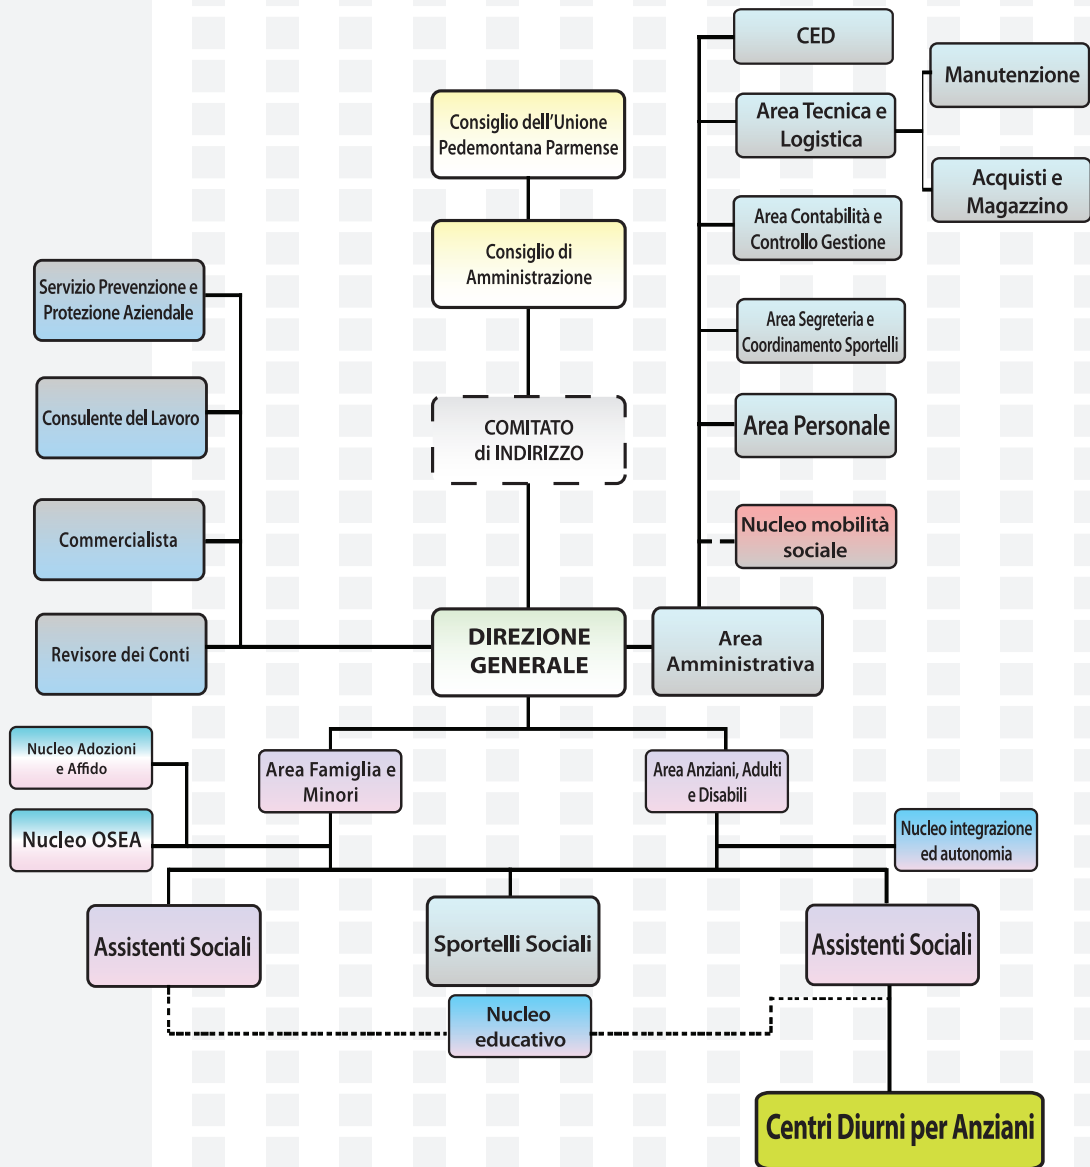 CED
Manutenzione
Consiglio dell'Unione
Pedemontana Parmense
Area Tecnica e
Logistica
Acquisti e
Magazzino
Consiglio di
Amministrazione
Area Contabilità e
Controllo Gestione
Servizio Prevenzione e
Protezione Aziendale
Area Segreteria e
Coordinamento Sportelli
Consulente del Lavoro
COMITATO
di INDIRIZZO
Area Personale
Commercialista
Nucleo mobilità
sociale
Revisore dei Conti
DIREZIONE
GENERALE
Area
Amministrativa
Nucleo Adozioni
e Affido
Area Famiglia e
Minori
Area Anziani, Adulti
e Disabili
Nucleo OSEA
Nucleo integrazione
ed autonomia
Assistenti Sociali
Sportelli Sociali
Assistenti Sociali
Nucleo
educativo
Centri Diurni per Anziani